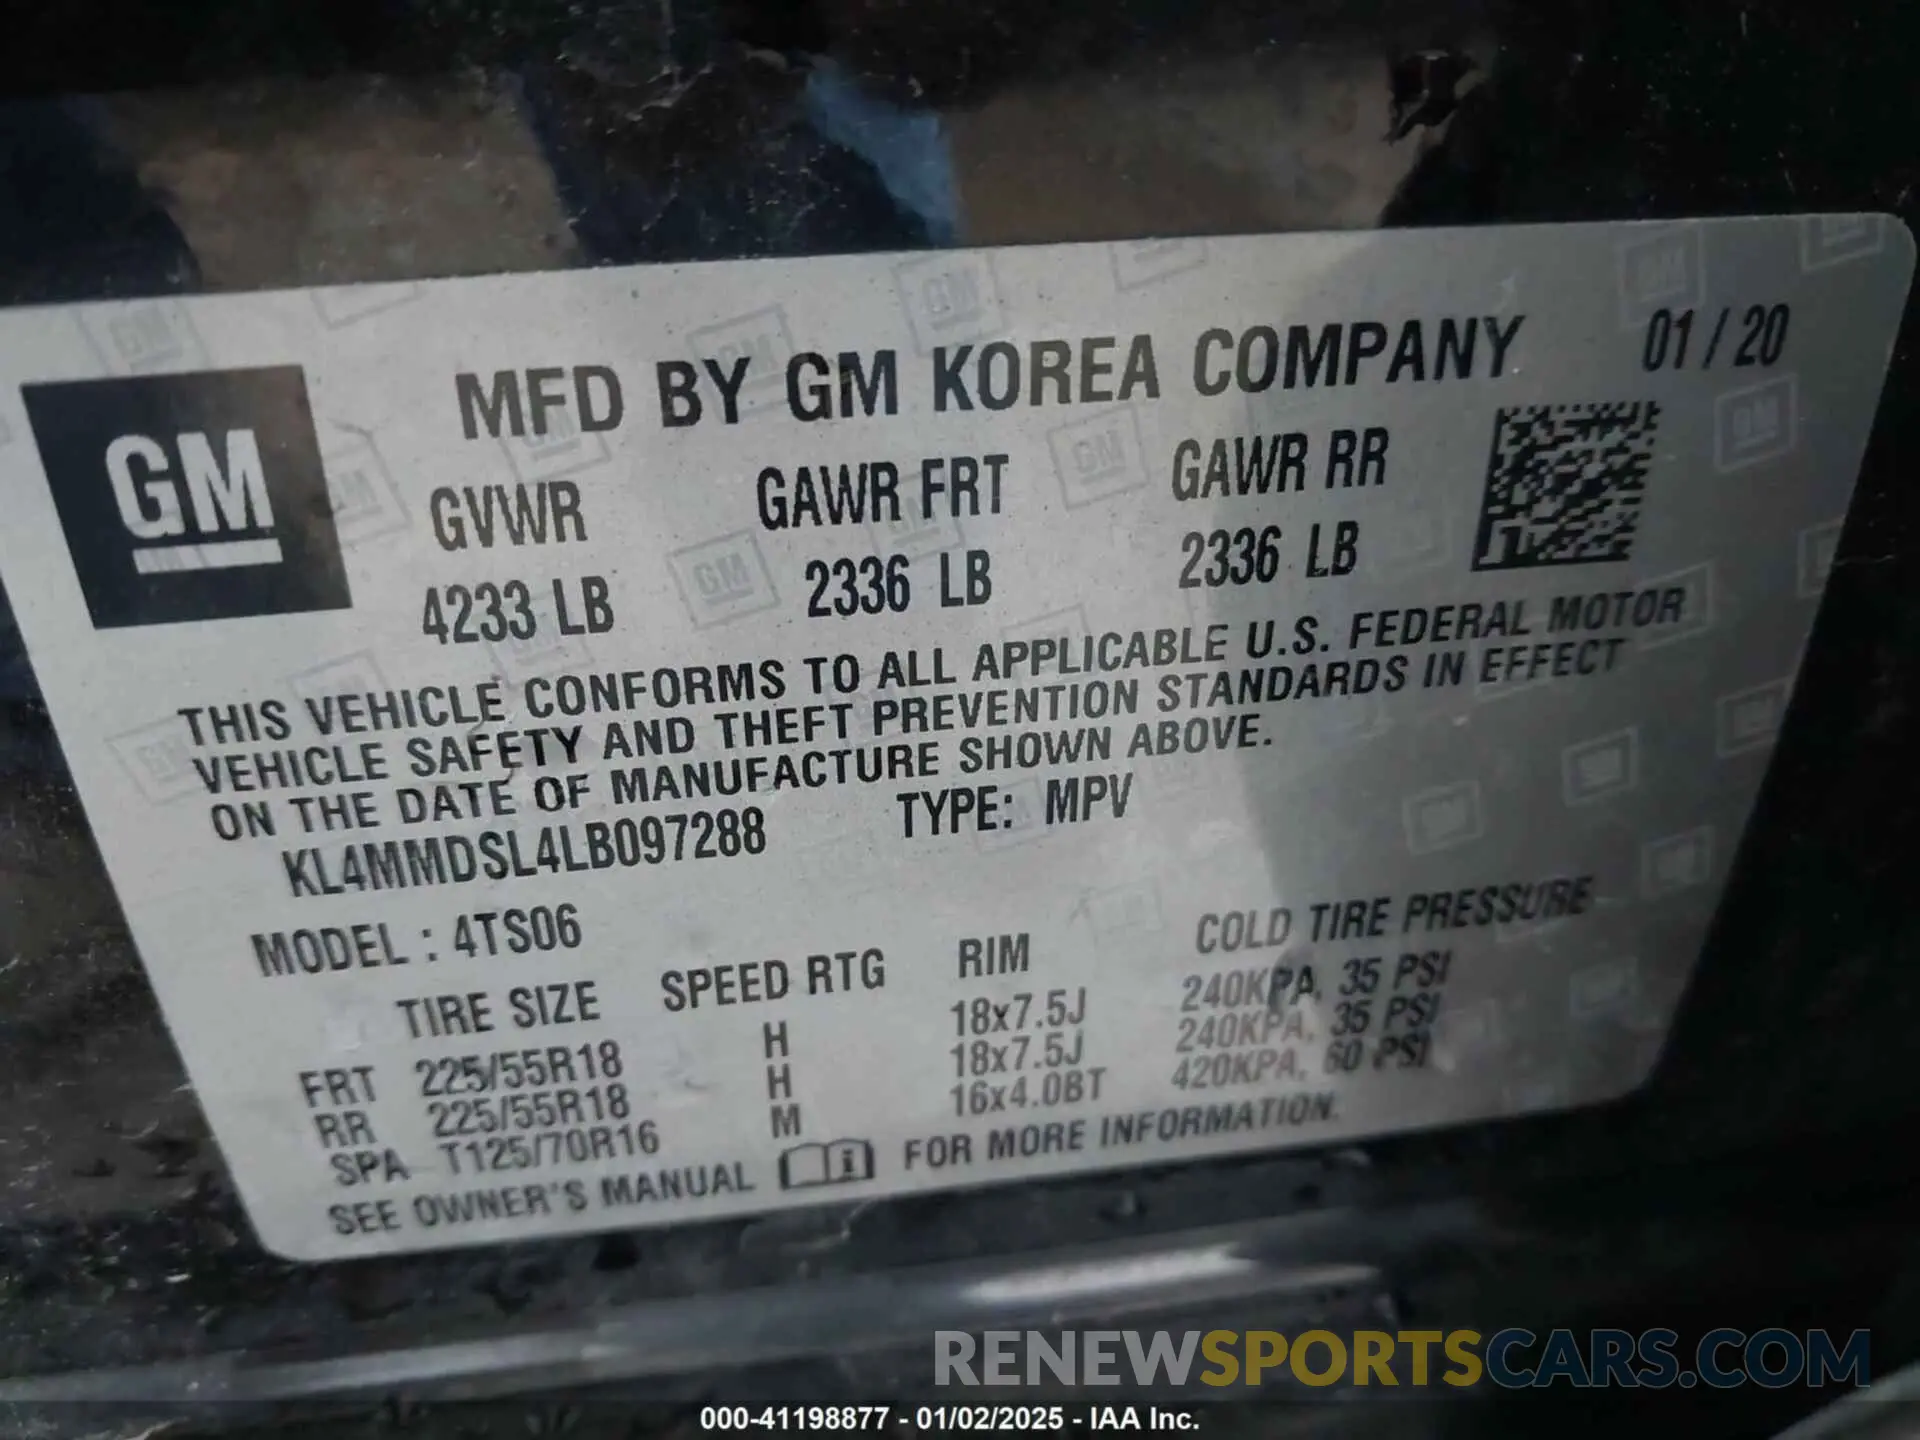 GM
MFD BY GM KOREA COMPANY 01 / 20
GVWR GAWR FRT GAWR RR
4233 LB 2336 LB 2336 LB
THIS VEHICLE CONFORMS TO ALL APPLICABLE U.S. FEDERAL MOTOR
VEHICLE SAFETY AND THEFT PREVENTION STANDARDS IN EFFECT
ON THE DATE OF MANUFACTURE SHOWN ABOVE.
KL4MMDSL4LB097288 TYPE: MPV
MODEL : 4TS06
TIRE SIZE SPEED RTG RIM COLD TIRE PRESSURE
FRT 225/55R18 H 18x7.5J 240KPA, 35 PSI
RR 225/55R18 H 18x7.5J 240KPA, 35 PSI
SPA T125/70R16 M 16x4.0BT 420KPA, 60 PSI
SEE OWNER'S MANUAL FOR MORE INFORMATION.
RENEWSPORTSCARS.COM
000-41198877 - 01/02/2025 - IAA Inc.